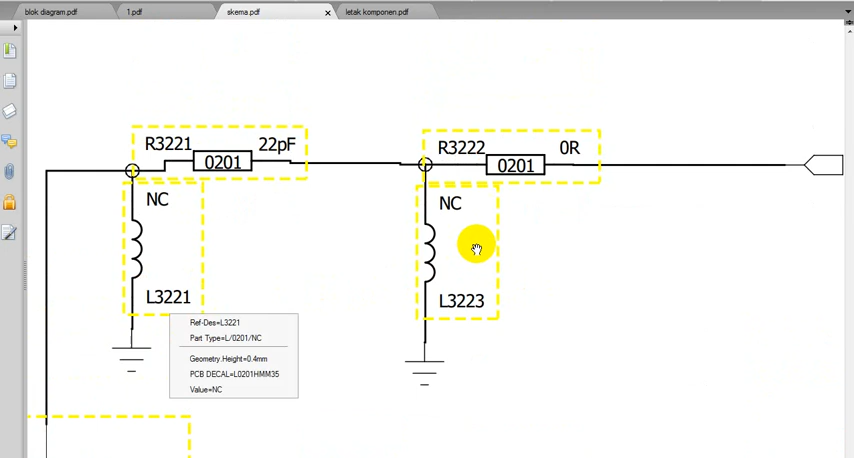 blok diagram.pdf
1.pdf
skema.pdf
letak komponen.pdf
R3221
22pF
0201
R3222
0R
0201
NC
L3221
NC
L3223
Ref-Des=L3221
Part Type=L/0201/NC
Geometry.Height=0.4mm
PCB DECAL=L0201HMM35
Value=NC